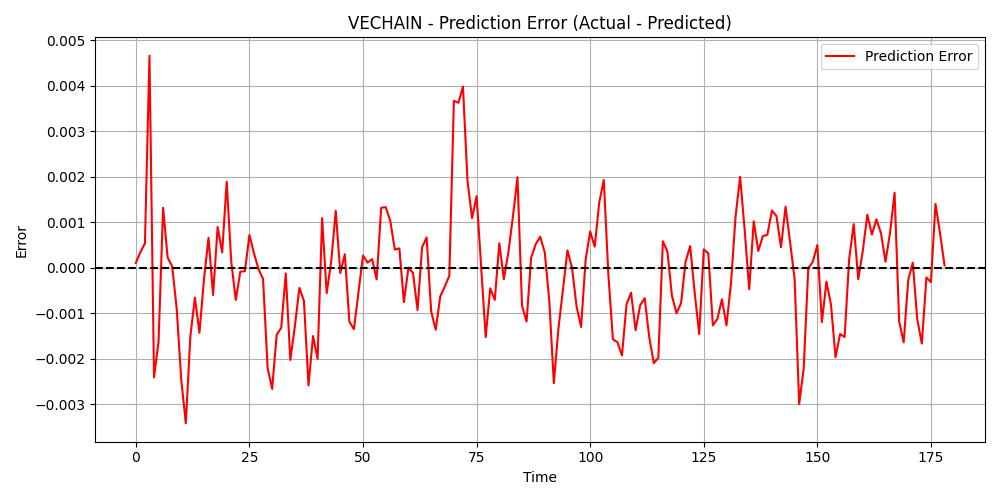 VECHAIN - Prediction Error (Actual - Predicted)
Prediction Error
Error
0.005
0.004
0.003
0.002
0.001
0.000
−0.001
−0.002
−0.003
0 25 50 75 100 125 150 175
Time